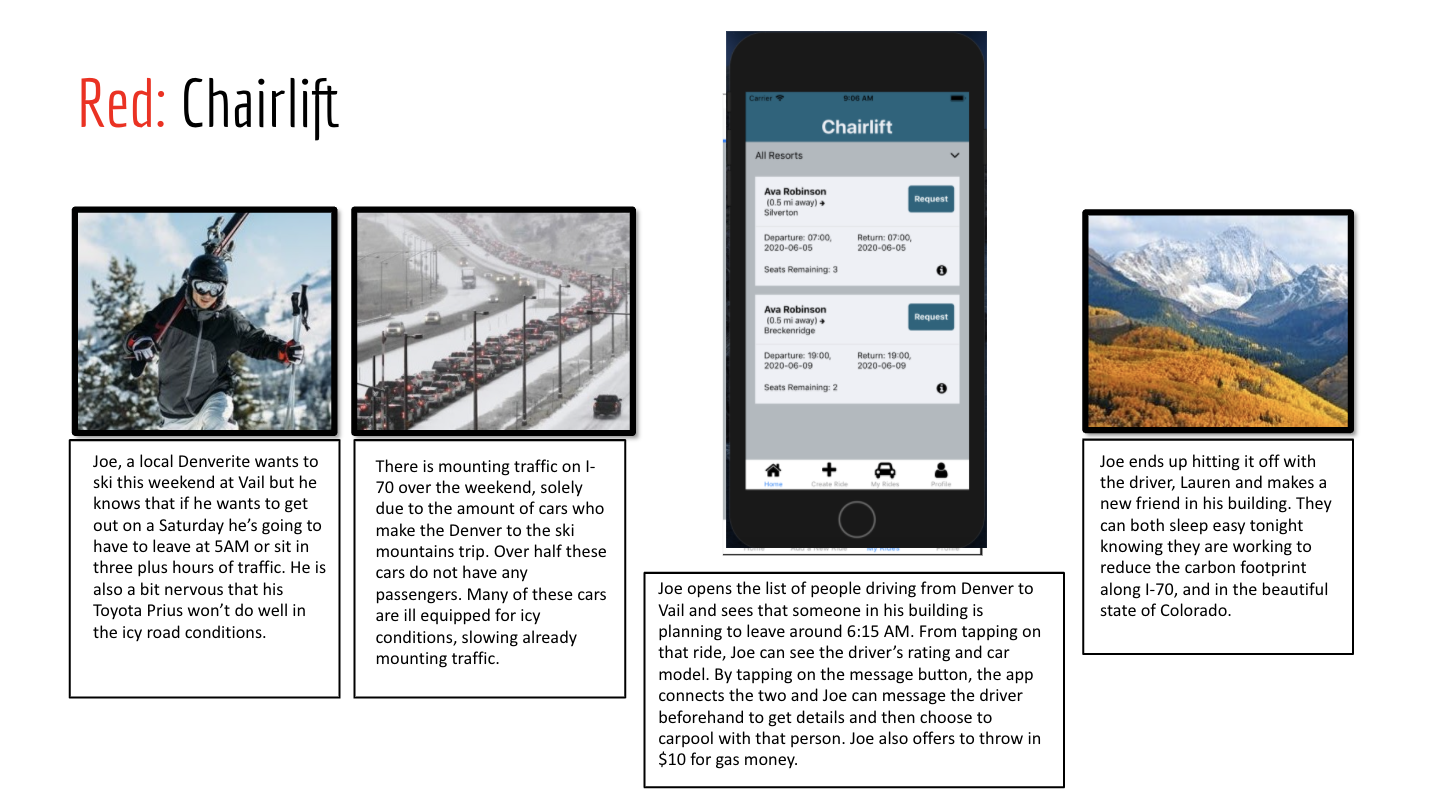 Red: Chairlift
Joe, a local Denverite wants to
ski this weekend at Vail but he
knows that if he wants to get
out on a Saturday he’s going to
have to leave at 5AM or sit in
three plus hours of traffic. He is
also a bit nervous that his
Toyota Prius won’t do well in
the icy road conditions.
There is mounting traffic on I-
70 over the weekend, solely
due to the amount of cars who
make the Denver to the ski
mountains trip. Over half these
cars do not have any
passengers. Many of these cars
are ill equipped for icy
conditions, slowing already
mounting traffic.
Carrier 9:06 AM
Chairlift
All Resorts
Ava Robinson
(0.5 mi away) →
Silverton
Request
Departure: 07:00,
2020-06-05
Return: 07:00,
2020-06-05
Seats Remaining: 3
Ava Robinson
(0.5 mi away) →
Breckenridge
Request
Departure: 19:00,
2020-06-09
Return: 19:00,
2020-06-09
Seats Remaining: 2
Home Create Ride My Rides Profile
Home Add a New Ride My Rides Profile
Joe opens the list of people driving from Denver to
Vail and sees that someone in his building is
planning to leave around 6:15 AM. From tapping on
that ride, Joe can see the driver’s rating and car
model. By tapping on the message button, the app
connects the two and Joe can message the driver
beforehand to get details and then choose to
carpool with that person. Joe also offers to throw in
$10 for gas money.
Joe ends up hitting it off with
the driver, Lauren and makes a
new friend in his building. They
can both sleep easy tonight
knowing they are working to
reduce the carbon footprint
along I-70, and in the beautiful
state of Colorado.